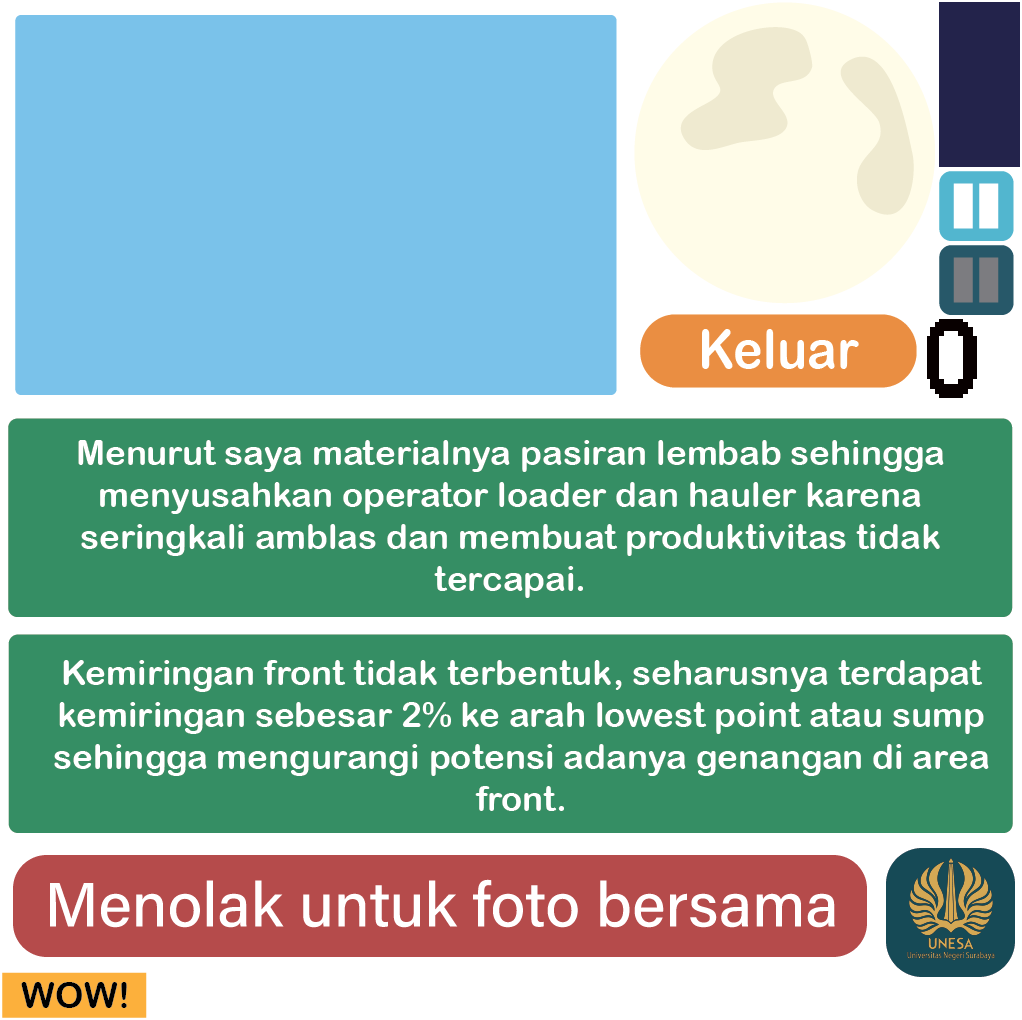 Keluar
0
Menurut saya materialnya pasiran lembab sehingga
menyusahkan operator loader dan hauler karena
seringkali amblas dan membuat produktivitas tidak
tercapai.
Kemiringan front tidak terbentuk, seharusnya terdapat
kemiringan sebesar 2% ke arah lowest point atau sump
sehingga mengurangi potensi adanya genangan di area
front.
Menolak untuk foto bersama
UNESA
Universitas Negeri Surabaya
WOW!